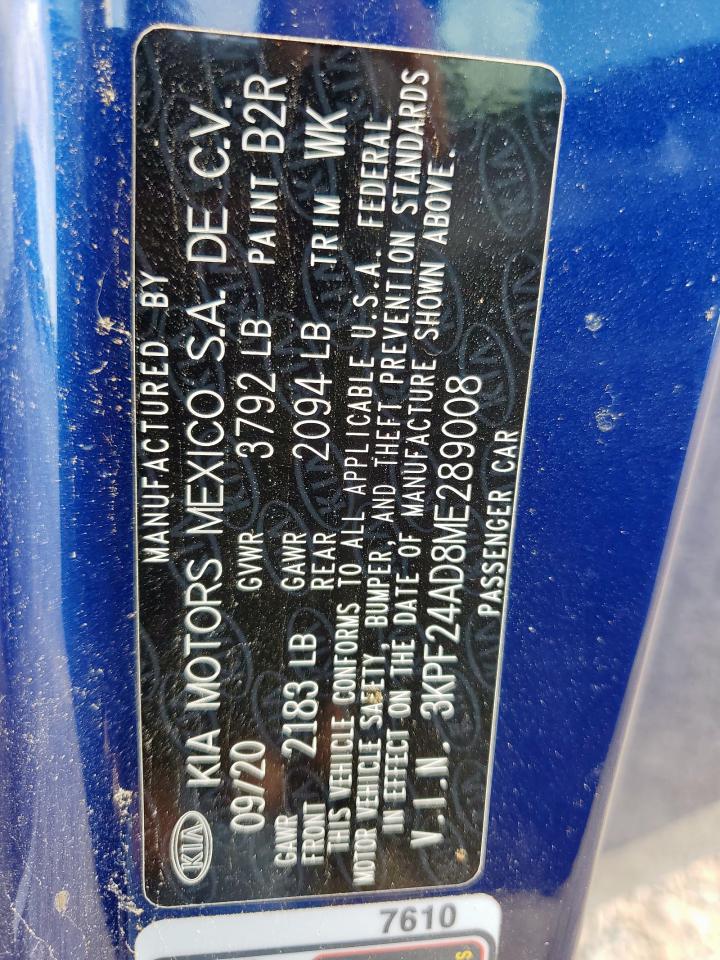 MANUFACTURED BY
KIA KIA MOTORS MEXICO S.A. DE C.V.
09/20 GVWR 3792 LB PAINT B2R
GAWR FRONT 2183 LB GAWR REAR 2094 LB TRIM WK
THIS VEHICLE CONFORMS TO ALL APPLICABLE U.S.A. FEDERAL
MOTOR VEHICLE SAFETY, BUMPER, AND THEFT PREVENTION STANDARDS
IN EFFECT ON THE DATE OF MANUFACTURE SHOWN ABOVE.
V.I.N. 3KPF24AD8ME289008
PASSENGER CAR
7610